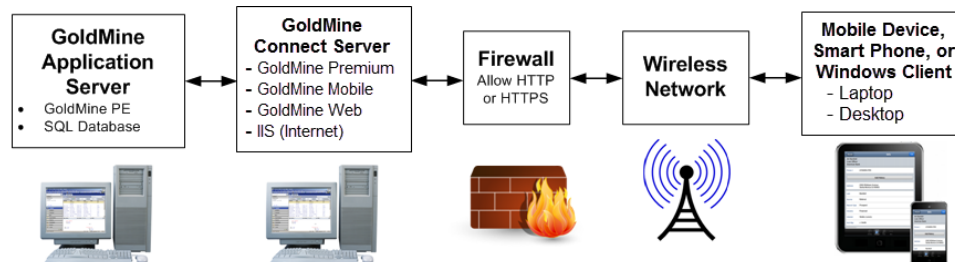 GoldMine
Application
Server
• GoldMine PE
• SQL Database
GoldMine
Connect Server
- GoldMine Premium
- GoldMine Mobile
- GoldMine Web
- IIS (Internet)
Firewall
Allow HTTP
or HTTPS
Wireless
Network
Mobile Device,
Smart Phone, or
Windows Client
- Laptop
- Desktop